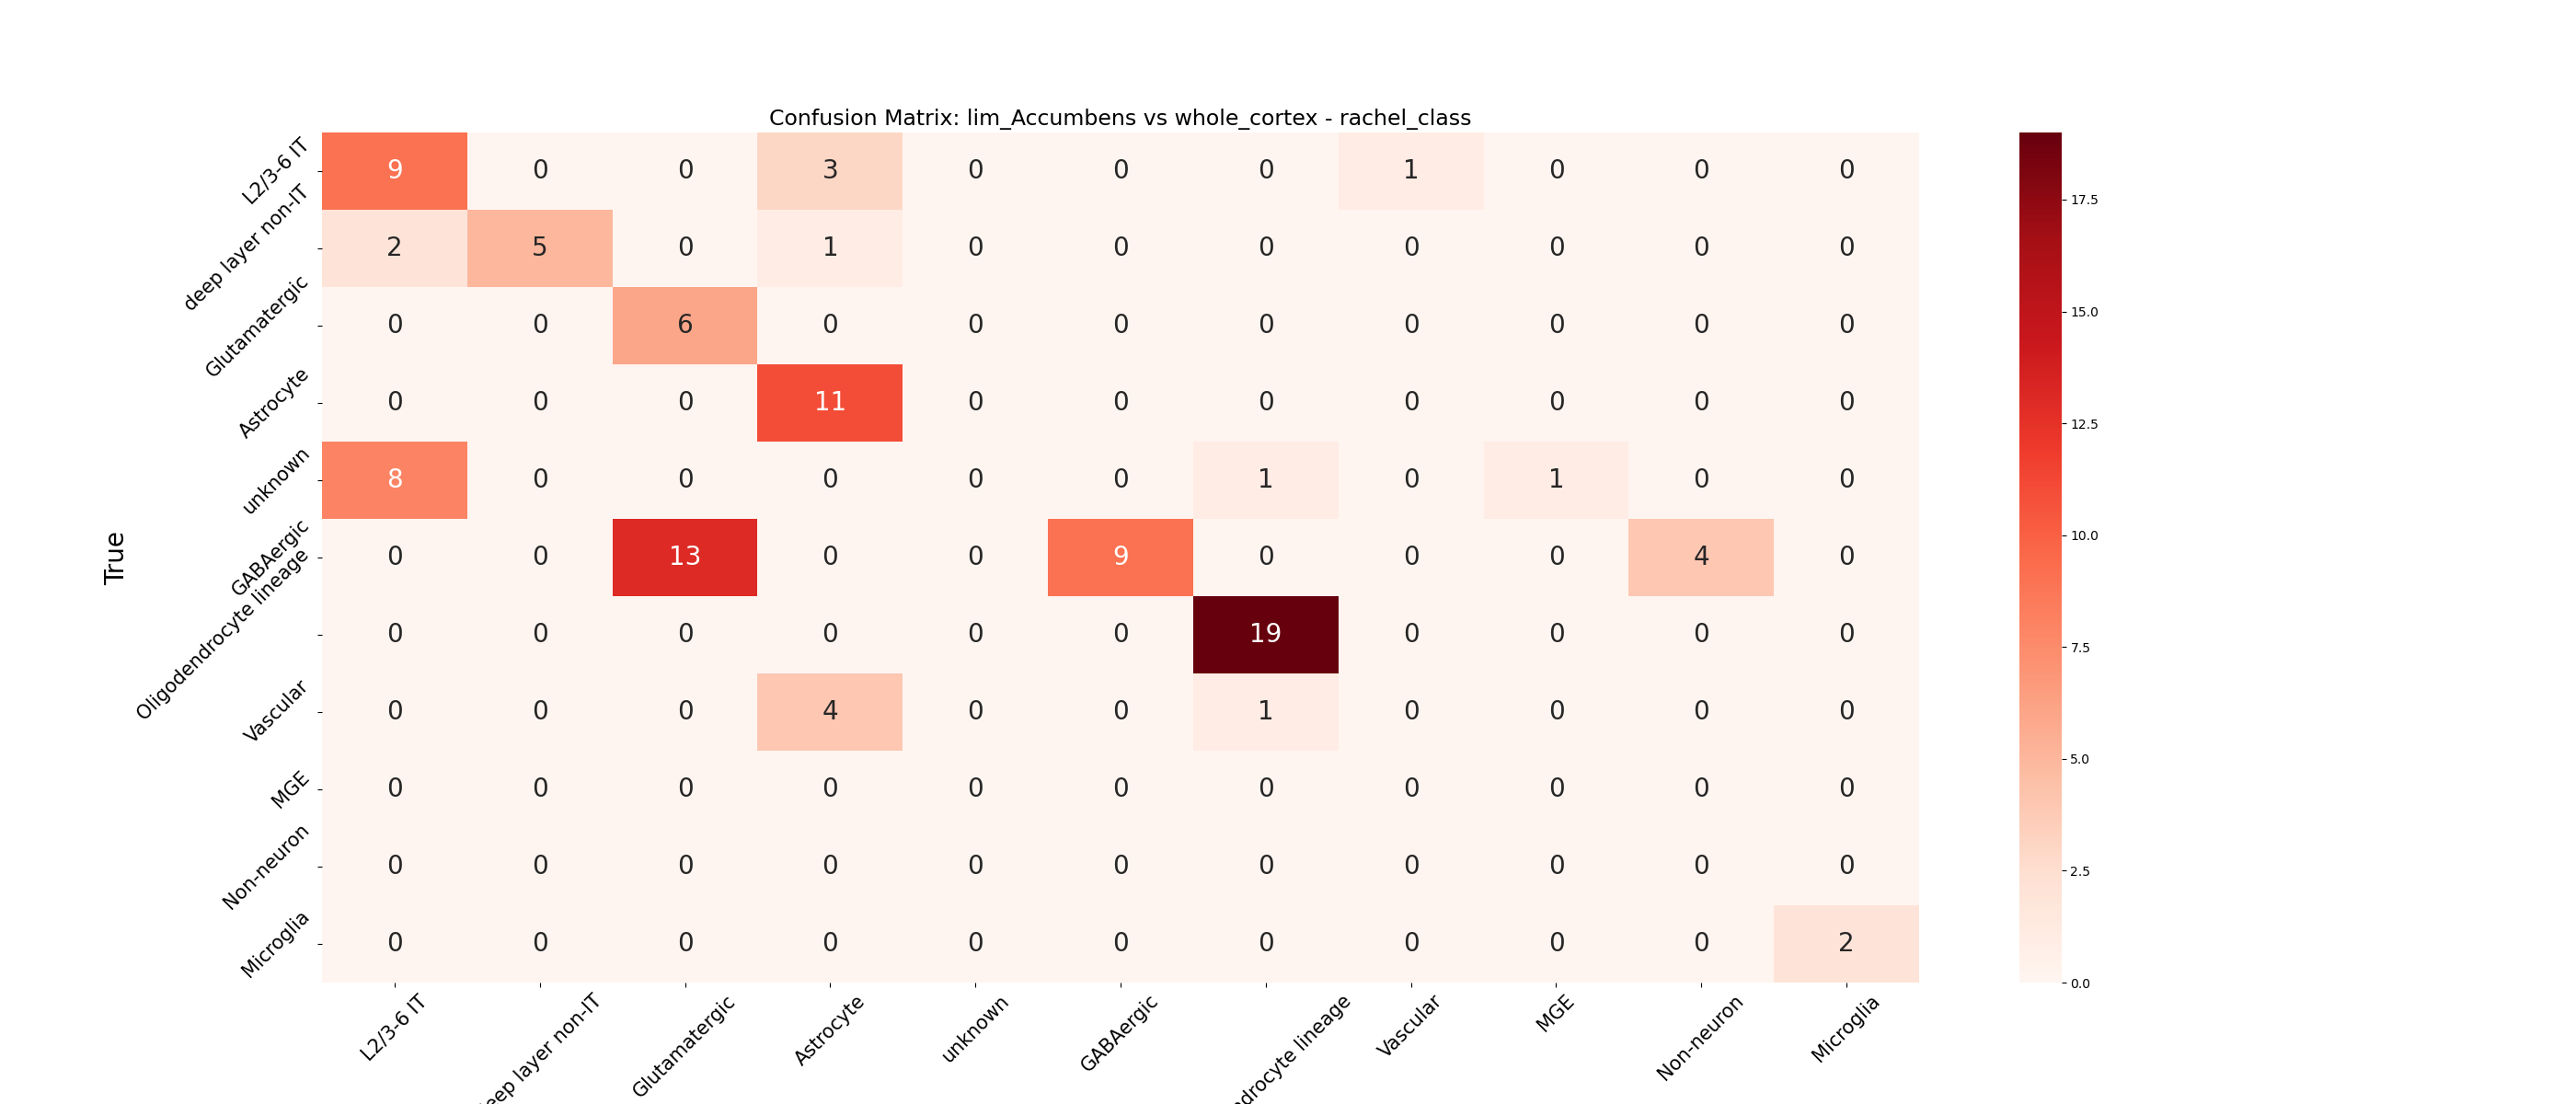 Confusion Matrix: lim_Accumbens vs whole_cortex - rachel_class
L2/3-6 IT 9 0 0 3 0 0 0 1 0 0 0
deep layer non-IT 2 5 0 1 0 0 0 0 0 0 0
Glutamatergic 0 0 6 0 0 0 0 0 0 0 0
Astrocyte 0 0 0 11 0 0 0 0 0 0 0
unknown 8 0 0 0 0 0 1 0 1 0 0
GABAergic 0 0 13 0 0 9 0 0 0 4 0
Oligodendrocyte lineage 0 0 0 0 0 0 19 0 0 0 0
Vascular 0 0 0 4 0 0 1 0 0 0 0
MGE 0 0 0 0 0 0 0 0 0 0 0
Non-neuron 0 0 0 0 0 0 0 0 0 0 0
Microglia 0 0 0 0 0 0 0 0 0 0 2
True
L2/3-6 IT eep layer non-IT Glutamatergic Astrocyte unknown GABAergic ndrocyte lineage Vascular MGE Non-neuron Microglia
17.5
15.0
12.5
10.0
7.5
5.0
2.5
0.0